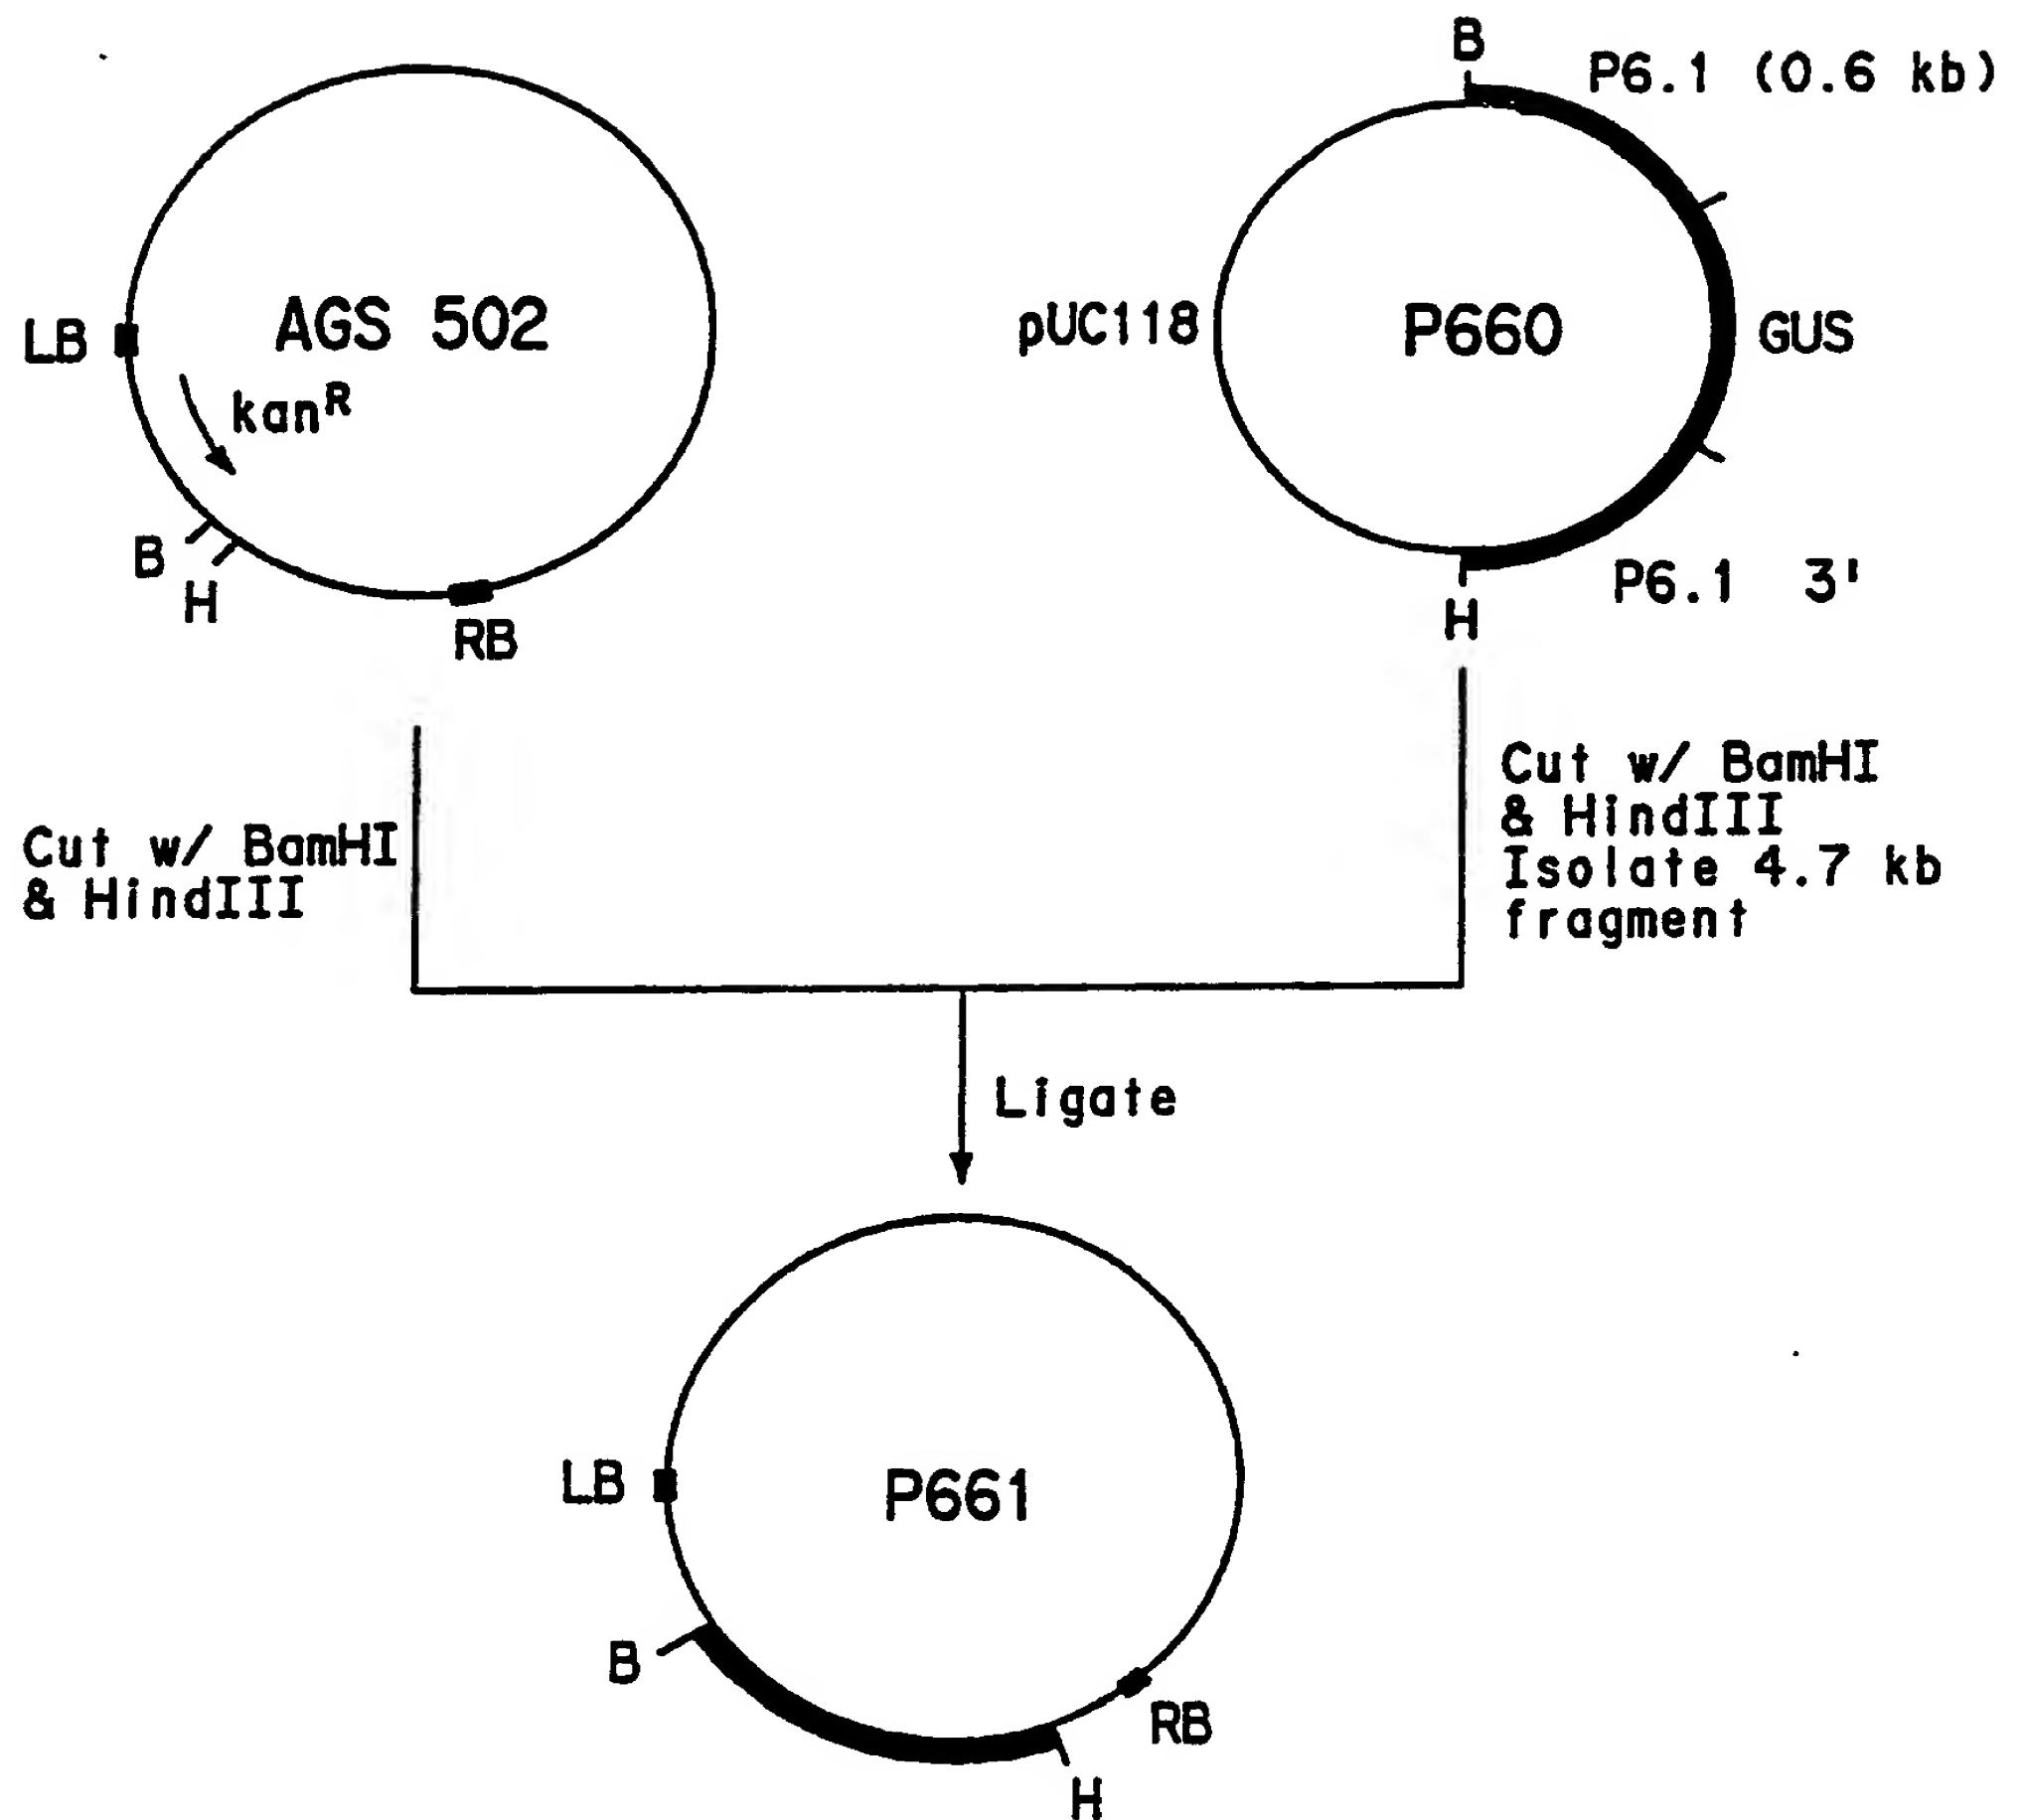 B
P6.1 (0.6 kb)
AGS 502
LB
kanR
B
H
RB
pUC118
P660
GUS
P6.1 3'
H
Cut w/ BamHI
& HindIII
Cut w/ BamHI
& HindIII
Isolate 4.7 kb
fragment
Ligate
LB
P661
B
RB
H